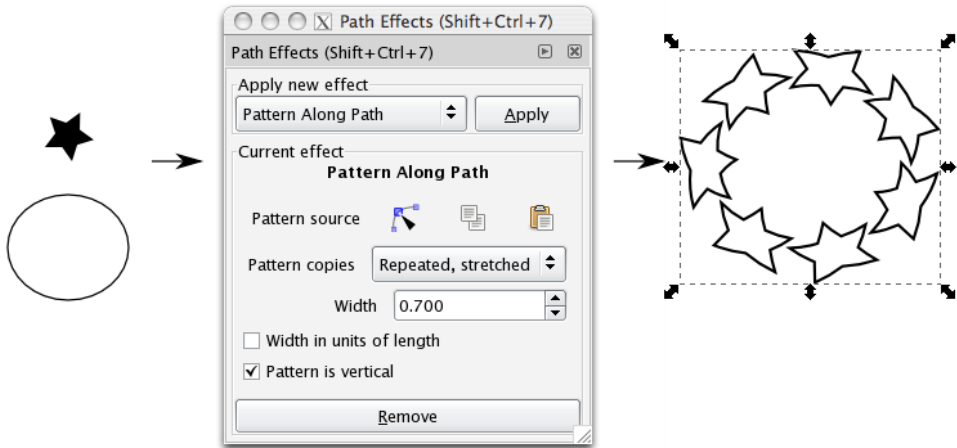 X Path Effects (Shift+Ctrl+7)
Path Effects (Shift+Ctrl+7)
Apply new effect
Pattern Along Path
Apply
Current effect
Pattern Along Path
Pattern source
Pattern copies Repeated, stretched
Width 0.700
Width in units of length
Pattern is vertical
Remove